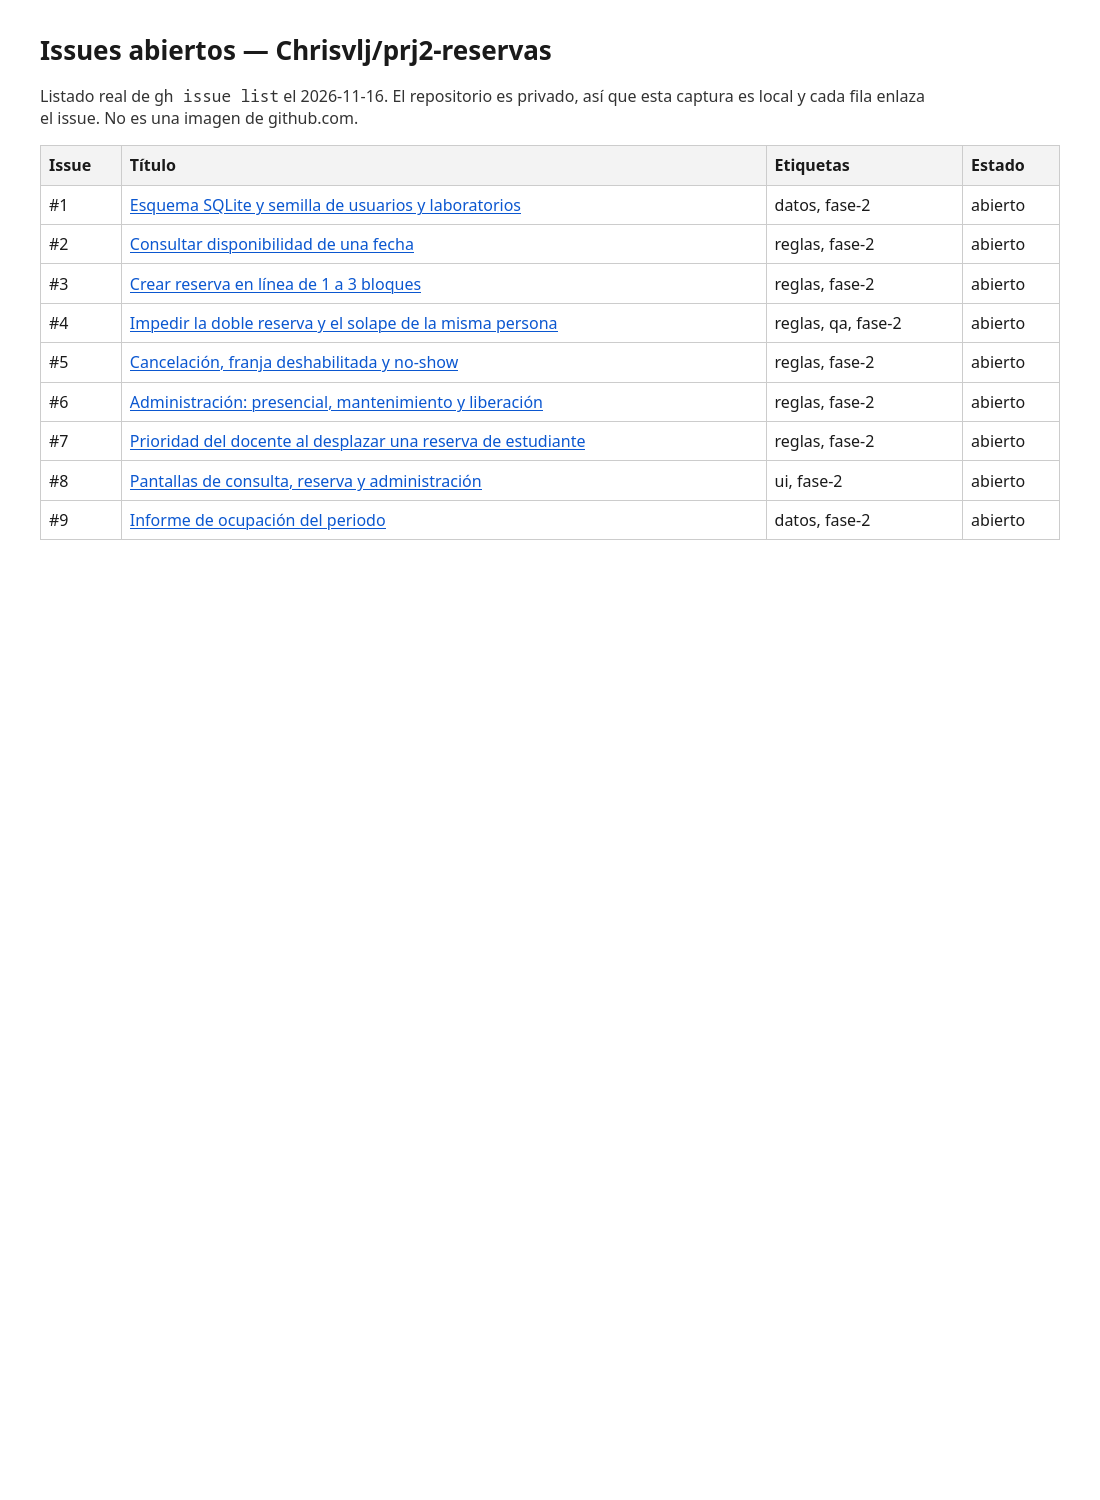 Issues abiertos — Chrisvlj/prj2-reservas
Listado real de gh issue list el 2026-11-16. El repositorio es privado, así que esta captura es local y cada fila enlaza
el issue. No es una imagen de github.com.
Issue Título Etiquetas Estado
#1 Esquema SQLite y semilla de usuarios y laboratorios datos, fase-2 abierto
#2 Consultar disponibilidad de una fecha reglas, fase-2 abierto
#3 Crear reserva en línea de 1 a 3 bloques reglas, fase-2 abierto
#4 Impedir la doble reserva y el solape de la misma persona reglas, qa, fase-2 abierto
#5 Cancelación, franja deshabilitada y no-show reglas, fase-2 abierto
#6 Administración: presencial, mantenimiento y liberación reglas, fase-2 abierto
#7 Prioridad del docente al desplazar una reserva de estudiante reglas, fase-2 abierto
#8 Pantallas de consulta, reserva y administración ui, fase-2 abierto
#9 Informe de ocupación del periodo datos, fase-2 abierto